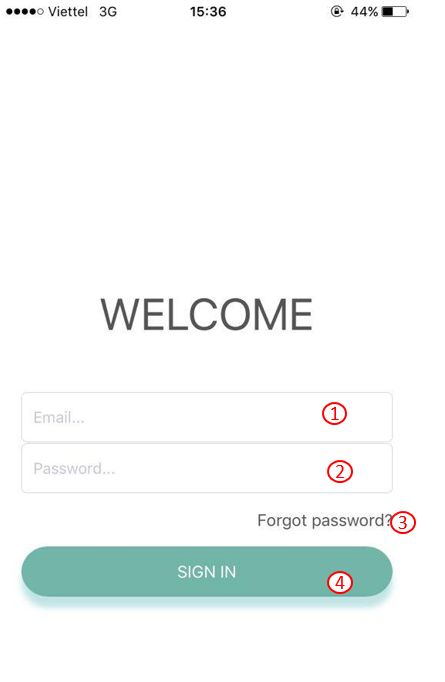 Viettel 3G 15:36 44%
WELCOME
Email... 1
Password... 2
Forgot password? 3
SIGN IN 4